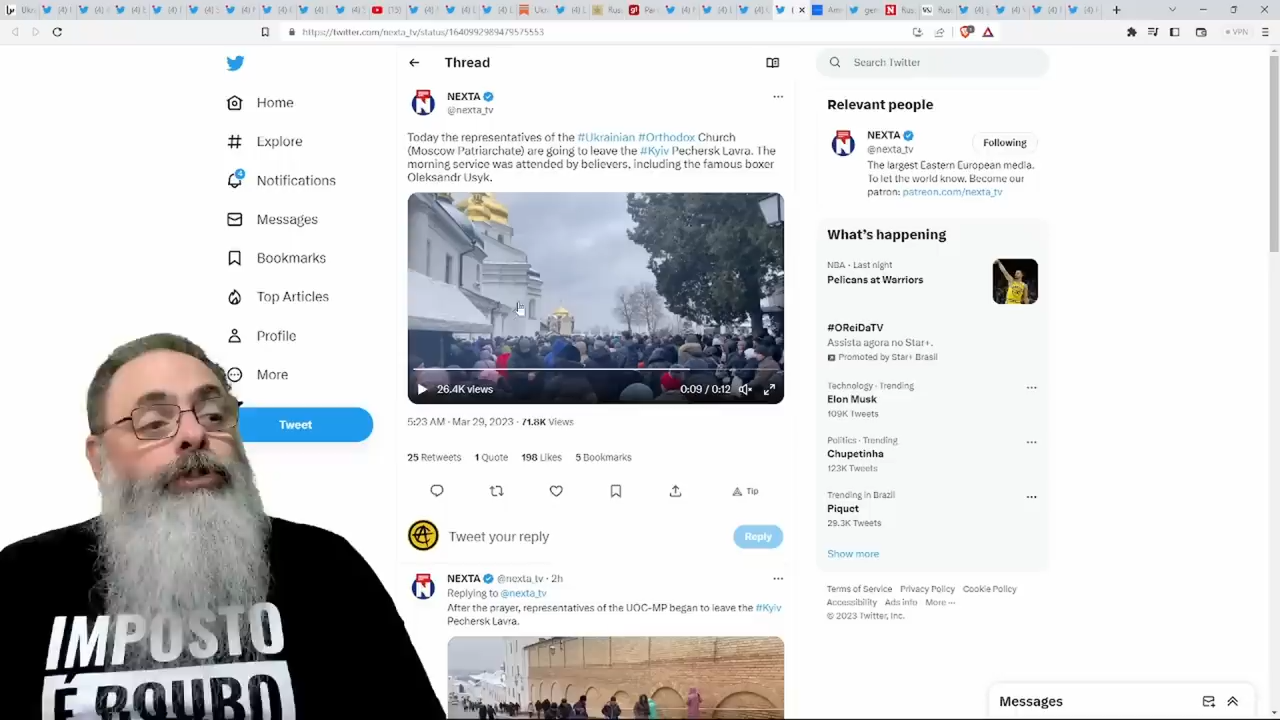 https://twitter.com/nexta_tv/status/1640992989479575553
VPN
Home
Explore
4
Notifications
Messages
Bookmarks
Top Articles
Profile
More
Tweet
Thread
NEXTA
@nexta_tv
Today the representatives of the #Ukrainian #Orthodox Church
(Moscow Patriarchate) are going to leave the #Kyiv Pechersk Lavra. The
morning service was attended by believers, including the famous boxer
Oleksandr Usyk.
26.4K views
0:09 / 0:12
5:23 AM · Mar 29, 2023 · 71.8K Views
25 Retweets 1 Quote 198 Likes 5 Bookmarks
Tip
Tweet your reply
Reply
NEXTA @nexta_tv · 2h
Replying to @nexta_tv
After the prayer, representatives of the UOC-MP began to leave the #Kyiv
Pechersk Lavra.
Search Twitter
Relevant people
NEXTA
@nexta_tv
Following
The largest Eastern European media.
To let the world know. Become our
patron: patreon.com/nexta_tv
What's happening
NBA · Last night
Pelicans at Warriors
#OReiDaTV
Assista agora no Star+.
Promoted by Star+ Brasil
Technology · Trending
Elon Musk
109K Tweets
Politics · Trending
Chupetinha
123K Tweets
Trending in Brazil
Piquet
29.3K Tweets
Show more
Terms of Service Privacy Policy Cookie Policy
Accessibility Ads info More ···
© 2023 Twitter, Inc.
Messages
IMPOSTO
É ROUBO